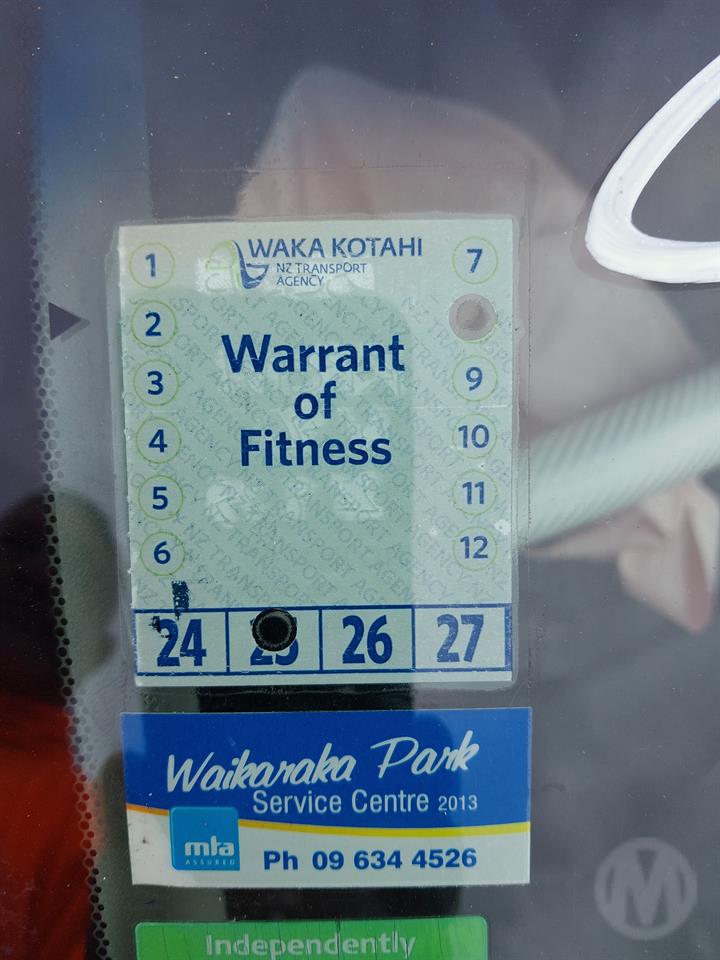 WAKA KOTAHI
NZ TRANSPORT
AGENCY
1
2
3
4
5
6
7
9
10
11
12
Warrant
of
Fitness
24 25 26 27
Waikaraka Park
Service Centre 2013
mta
ASSURED
Ph 09 634 4526
Independently
M